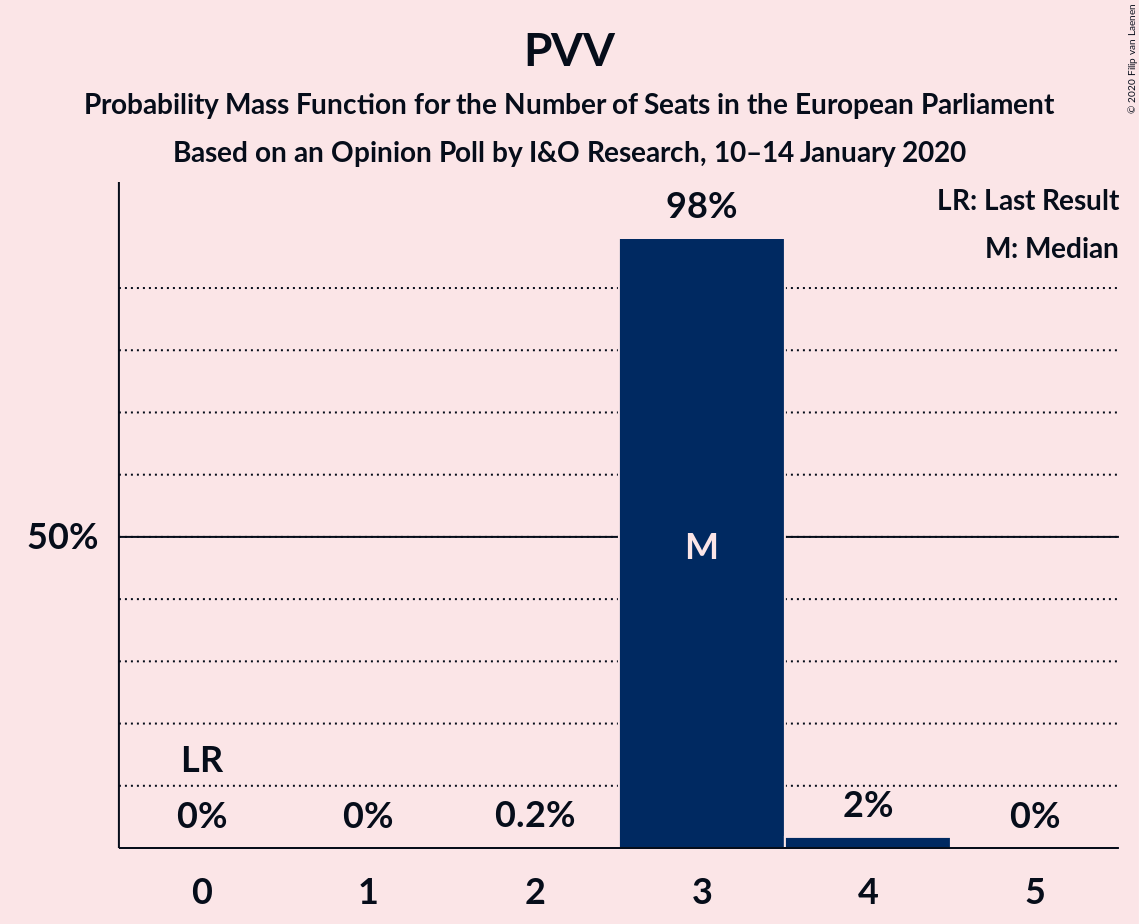 PVV
Probability Mass Function for the Number of Seats in the European Parliament
Based on an Opinion Poll by I&O Research, 10–14 January 2020
© 2020 Filip van Laenen
LR: Last Result
M: Median
98%
50%
M
LR
0%
0%
0.2%
2%
0%
0
1
2
3
4
5